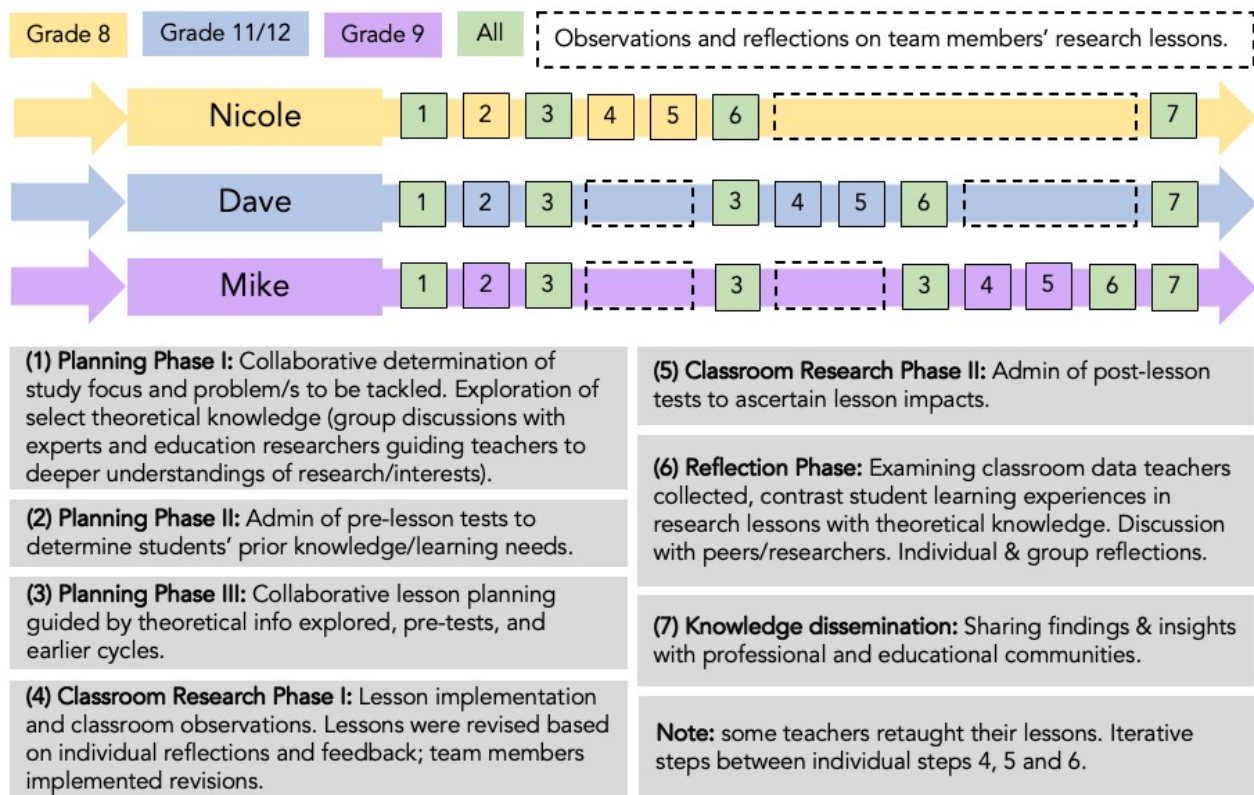 Grade 8
Grade 11/12
Grade 9
All
Observations and reflections on team members' research lessons.
Nicole
1 2 3 4 5 6 7
Dave
1 2 3 3 4 5 6 7
Mike
1 2 3 3 3 4 5 6 7
(1) Planning Phase I: Collaborative determination of
study focus and problem/s to be tackled. Exploration of
select theoretical knowledge (group discussions with
experts and education researchers guiding teachers to
deeper understandings of research/interests).
(2) Planning Phase II: Admin of pre-lesson tests to
determine students' prior knowledge/learning needs.
(3) Planning Phase III: Collaborative lesson planning
guided by theoretical info explored, pre-tests, and
earlier cycles.
(4) Classroom Research Phase I: Lesson implementation
and classroom observations. Lessons were revised based
on individual reflections and feedback; team members
implemented revisions.
(5) Classroom Research Phase II: Admin of post-lesson
tests to ascertain lesson impacts.
(6) Reflection Phase: Examining classroom data teachers
collected, contrast student learning experiences in
research lessons with theoretical knowledge. Discussion
with peers/researchers. Individual & group reflections.
(7) Knowledge dissemination: Sharing findings & insights
with professional and educational communities.
Note: some teachers retaught their lessons. Iterative
steps between individual steps 4, 5 and 6.